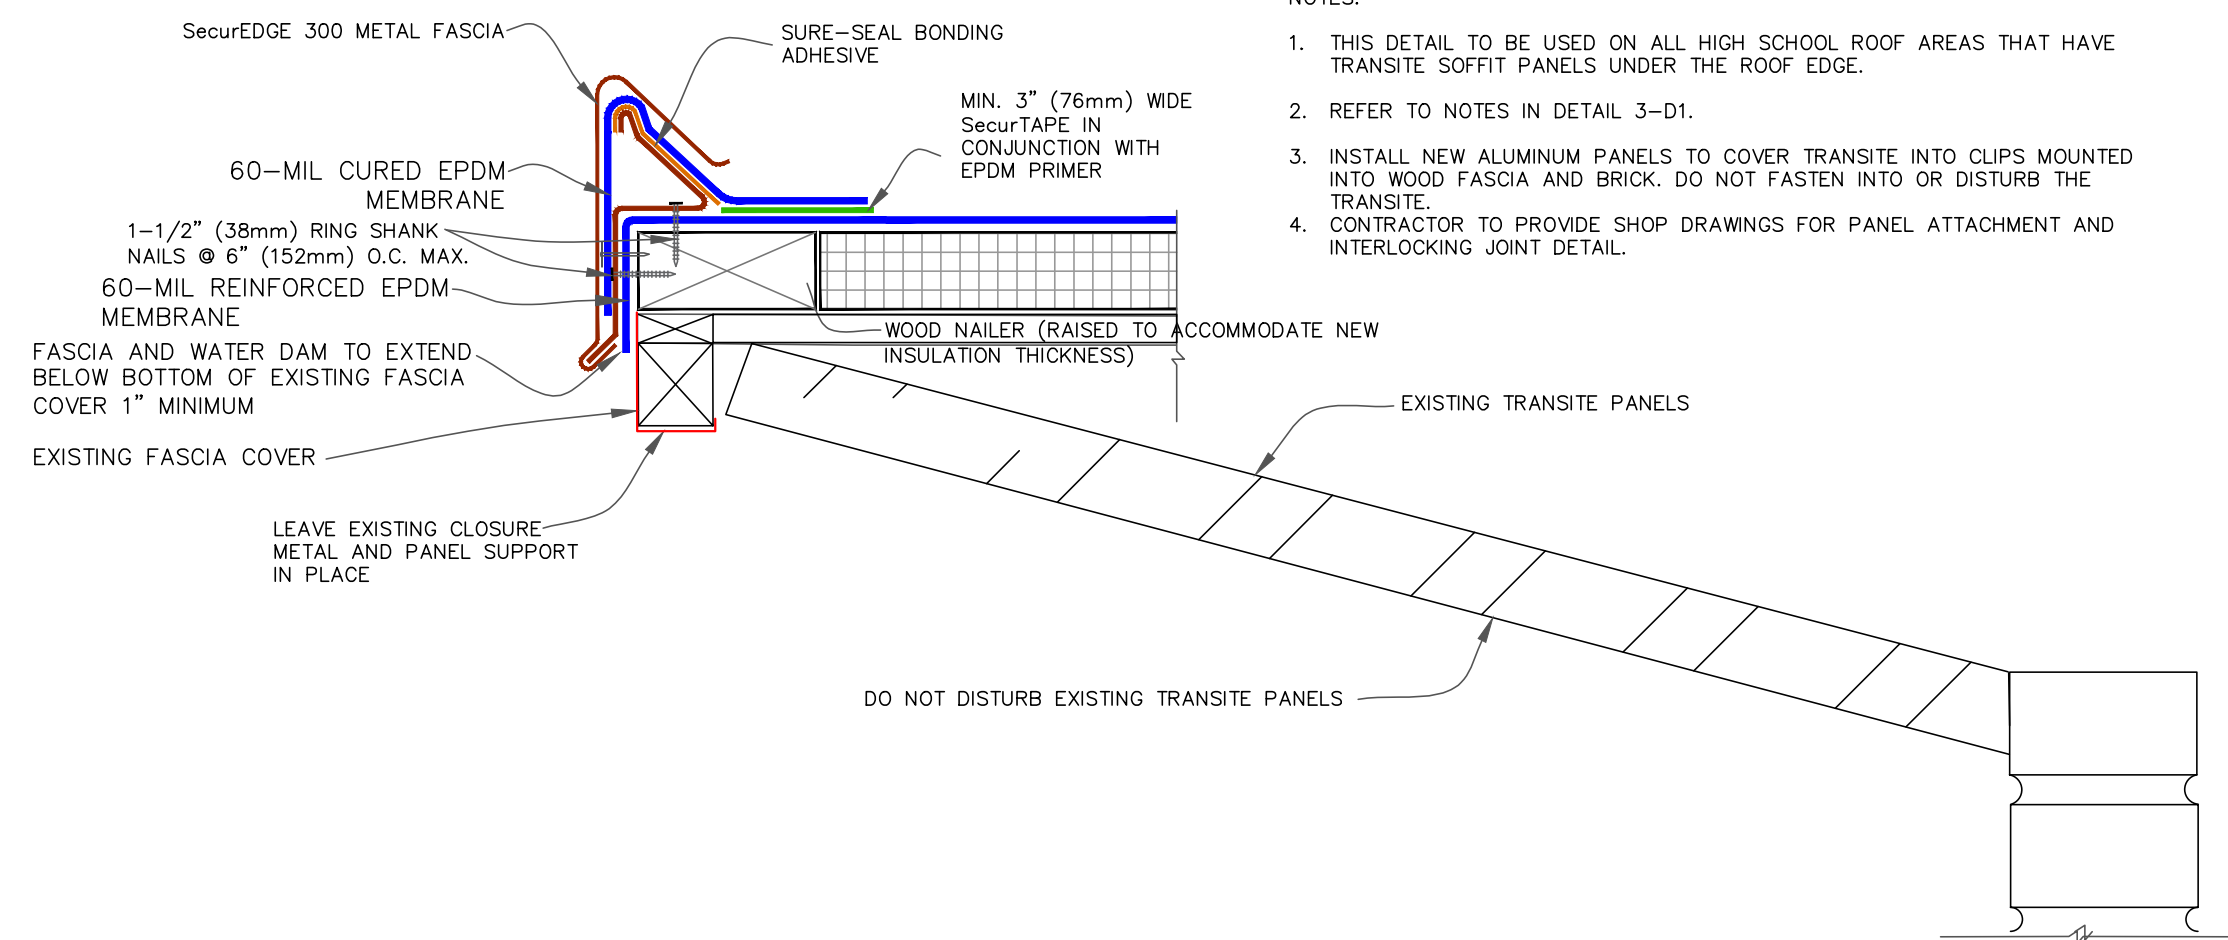 SecurEDGE 300 METAL FASCIA
SURE-SEAL BONDING
ADHESIVE
MIN. 3" (76mm) WIDE
SecurTAPE IN
CONJUNCTION WITH
EPDM PRIMER
60-MIL CURED EPDM
MEMBRANE
1-1/2" (38mm) RING SHANK
NAILS @ 6" (152mm) O.C. MAX.
60-MIL REINFORCED EPDM
MEMBRANE
FASCIA AND WATER DAM TO EXTEND
BELOW BOTTOM OF EXISTING FASCIA
COVER 1" MINIMUM
EXISTING FASCIA COVER
LEAVE EXISTING CLOSURE
METAL AND PANEL SUPPORT
IN PLACE
WOOD NAILER (RAISED TO ACCOMMODATE NEW
INSULATION THICKNESS)
EXISTING TRANSITE PANELS
DO NOT DISTURB EXISTING TRANSITE PANELS
NOTES:
1. THIS DETAIL TO BE USED ON ALL HIGH SCHOOL ROOF AREAS THAT HAVE
TRANSITE SOFFIT PANELS UNDER THE ROOF EDGE.
2. REFER TO NOTES IN DETAIL 3-D1.
3. INSTALL NEW ALUMINUM PANELS TO COVER TRANSITE INTO CLIPS MOUNTED
INTO WOOD FASCIA AND BRICK. DO NOT FASTEN INTO OR DISTURB THE
TRANSITE.
4. CONTRACTOR TO PROVIDE SHOP DRAWINGS FOR PANEL ATTACHMENT AND
INTERLOCKING JOINT DETAIL.